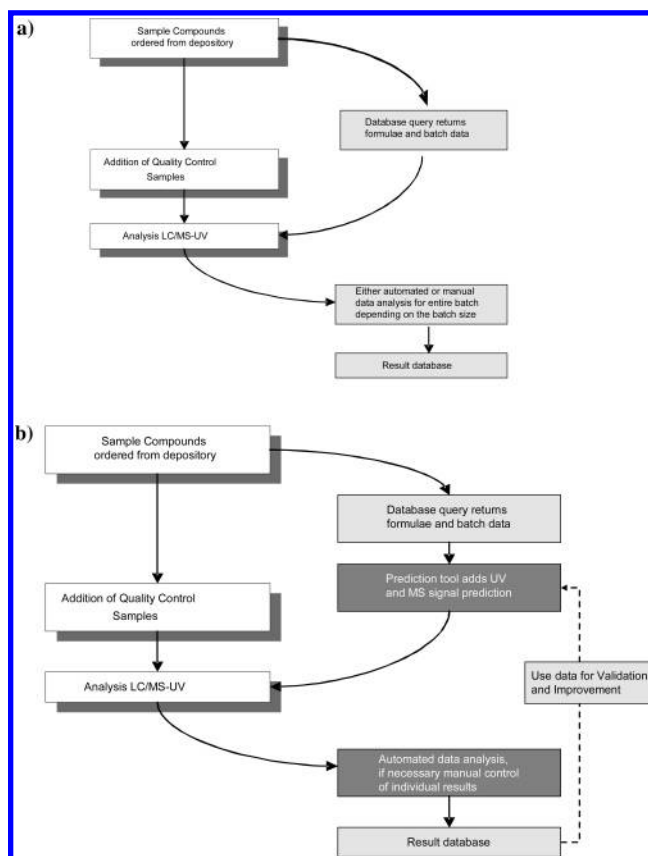 a)
Sample Compounds
ordered from depository
Database query returns
formulae and batch data
Addition of Quality Control
Samples
Analysis LC/MS-UV
Either automated or manual
data analysis for entire batch
depending on the batch size
Result database
b)
Sample Compounds
ordered from depository
Database query returns
formulae and batch data
Prediction tool adds UV
and MS signal prediction
Addition of Quality Control
Samples
Analysis LC/MS-UV
Use data for Validation
and Improvement
Automated data analysis,
if necessary manual control
of individual results
Result database